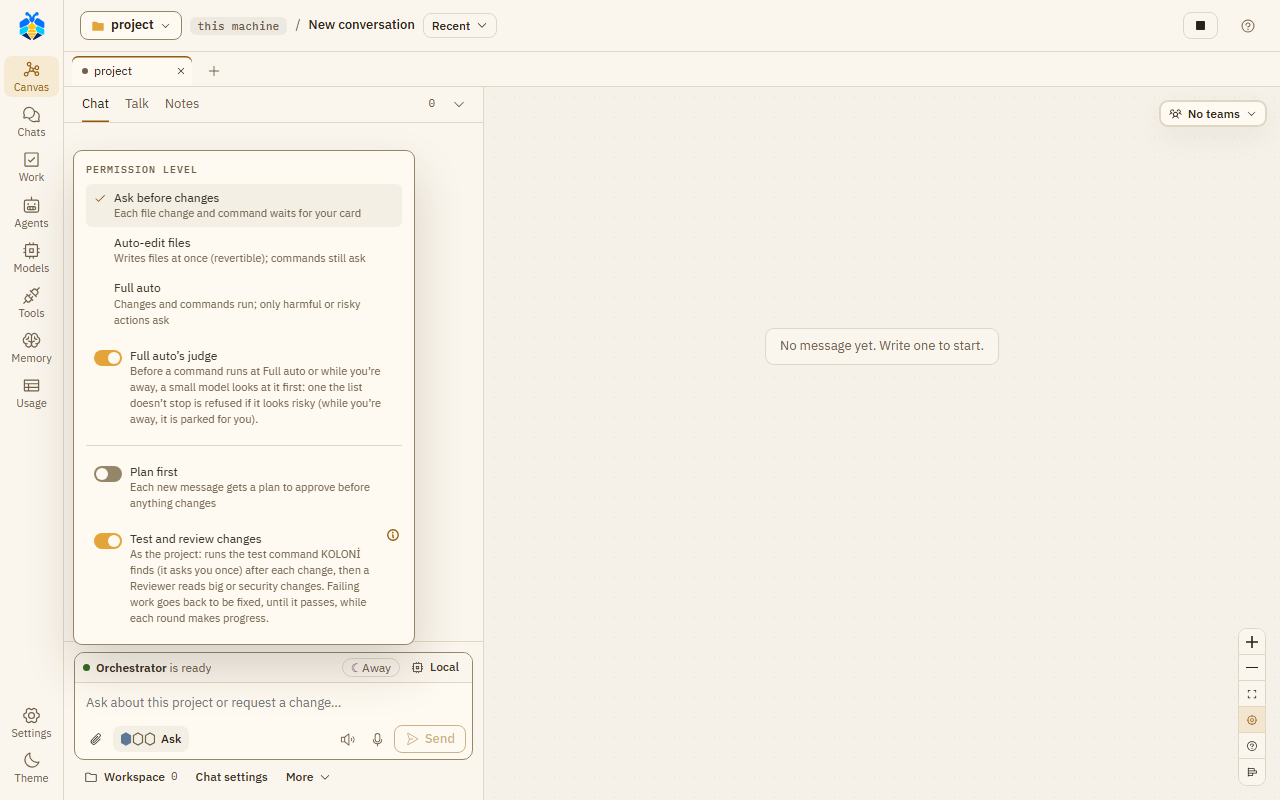 project
this machine
/
New conversation
Recent
Canvas
Chats
Work
Agents
Models
Tools
Memory
Usage
Settings
Theme
project
Chat
Talk
Notes
0
PERMISSION LEVEL
Ask before changes
Each file change and command waits for your card
Auto-edit files
Writes files at once (revertible); commands still ask
Full auto
Changes and commands run; only harmful or risky
actions ask
Full auto's judge
Before a command runs at Full auto or while you're
away, a small model looks at it first: one the list
doesn't stop is refused if it looks risky (while you're
away, it is parked for you).
Plan first
Each new message gets a plan to approve before
anything changes
Test and review changes
As the project: runs the test command KOLONİ
finds (it asks you once) after each change, then a
Reviewer reads big or security changes. Failing
work goes back to be fixed, until it passes, while
each round makes progress.
Orchestrator is ready
Away
Local
Ask about this project or request a change...
Ask
Send
Workspace 0
Chat settings
More
No teams
No message yet. Write one to start.